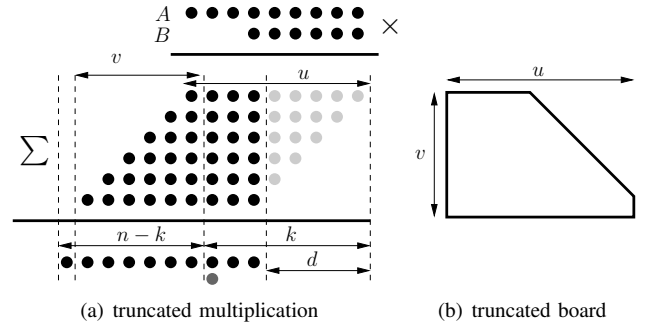 A
B ×
v
u
∑
n − k
k
d
u
v
(a) truncated multiplication
(b) truncated board